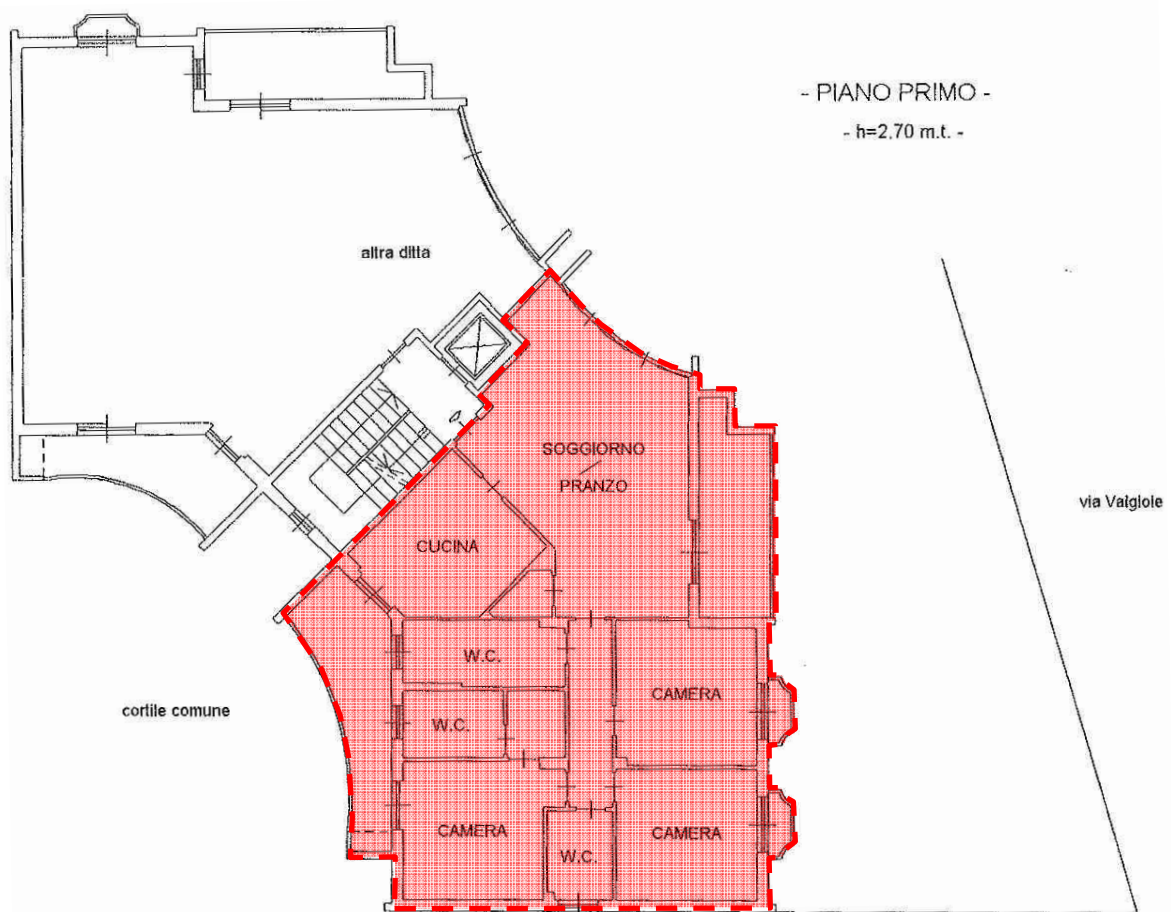 - PIANO PRIMO -
- h=2,70 m.t. -
altra ditta
SOGGIORNO
PRANZO
via Valgiole
CUCINA
W.C.
CAMERA
cortile comune
W.C.
CAMERA
CAMERA
W.C.